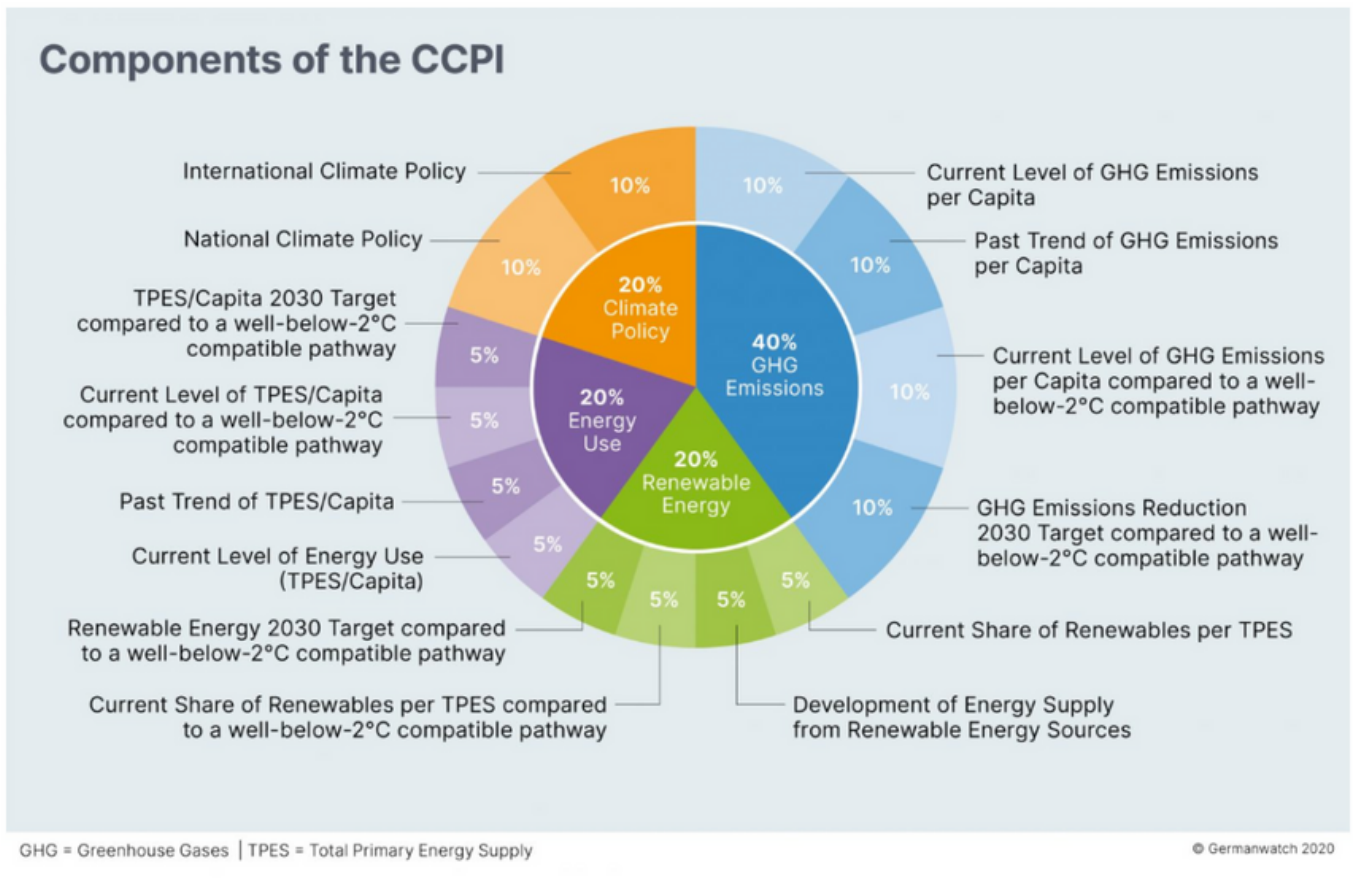 Components of the CCPI
International Climate Policy
National Climate Policy
TPES/Capita 2030 Target
compared to a well-below-2°C
compatible pathway
Current Level of TPES/Capita
compared to a well-below-2°C
compatible pathway
Past Trend of TPES/Capita
Current Level of Energy Use
(TPES/Capita)
Renewable Energy 2030 Target compared
to a well-below-2°C compatible pathway
Current Share of Renewables per TPES compared
to a well-below-2°C compatible pathway
10%
10%
5%
5%
5%
5%
5%
5%
5%
5%
10%
10%
10%
10%
20%
Climate
Policy
40%
GHG
Emissions
20%
Energy
Use
20%
Renewable
Energy
Current Level of GHG Emissions
per Capita
Past Trend of GHG Emissions
per Capita
Current Level of GHG Emissions
per Capita compared to a well-
below-2°C compatible pathway
GHG Emissions Reduction
2030 Target compared to a well-
below-2°C compatible pathway
Current Share of Renewables per TPES
Development of Energy Supply
from Renewable Energy Sources
GHG = Greenhouse Gases | TPES = Total Primary Energy Supply
© Germanwatch 2020